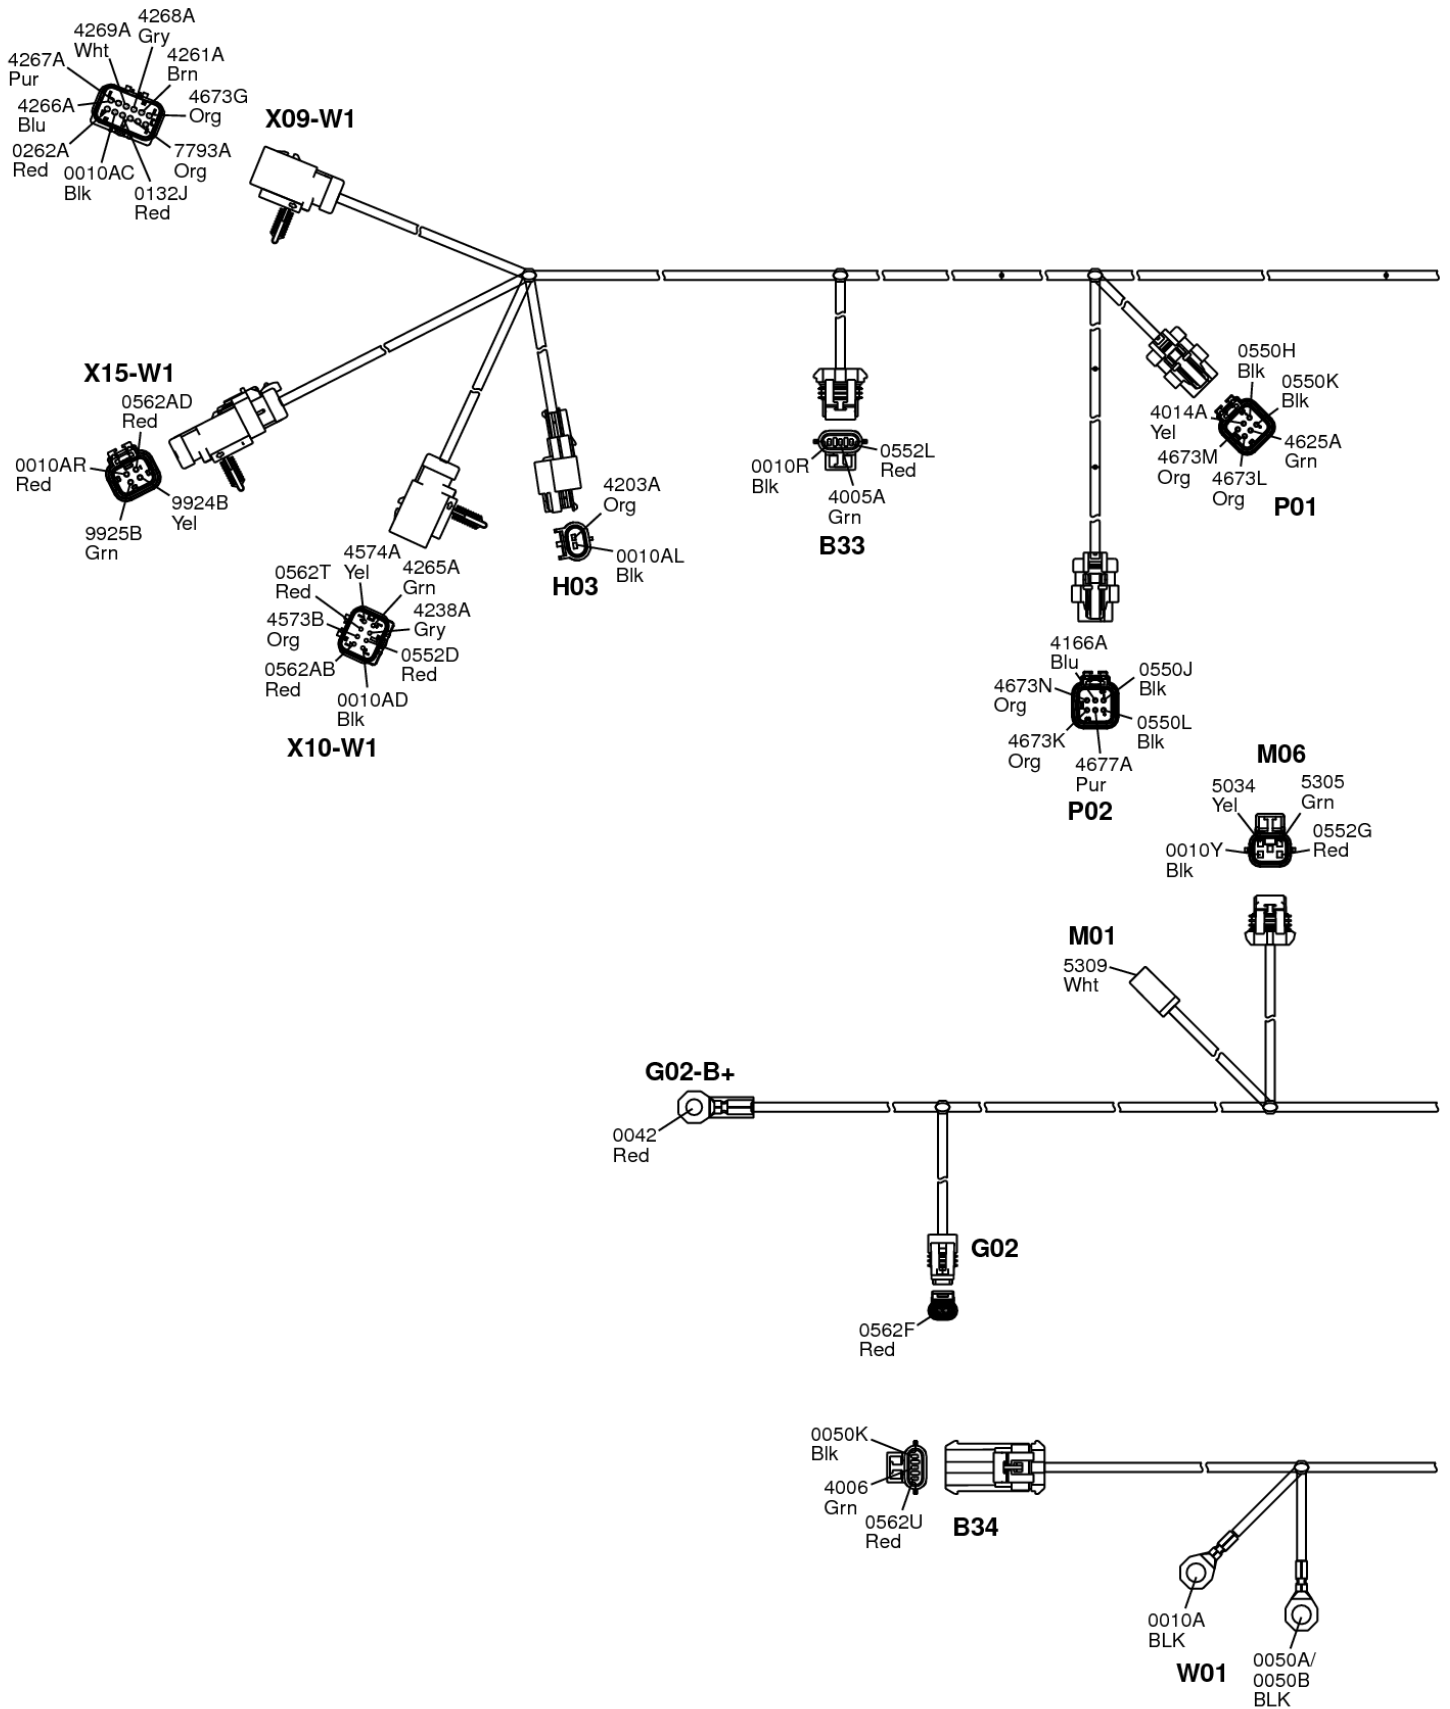 4268A
Gry
4269A
Wht
4261A
Brn
4267A
Pur
4673G
Org
4266A
Blu
0262A
Red
7793A
Org
0010AC
Blk
0132J
Red
X09-W1
X15-W1
0562AD
Red
0010AR
Red
9924B
Yel
9925B
Grn
4574A
Yel
4265A
Grn
0562T
Red
4238A
Gry
4573B
Org
0552D
Red
0562AB
Red
0010AD
Blk
X10-W1
4203A
Org
0010AL
Blk
H03
0010R
Blk
0552L
Red
4005A
Grn
B33
0550H
Blk
0550K
Blk
4014A
Yel
4625A
Grn
4673M
Org
4673L
Org
P01
4166A
Blu
0550J
Blk
4673N
Org
0550L
Blk
4673K
Org
4677A
Pur
P02
M06
5034
Yel
5305
Grn
0552G
Red
0010Y
Blk
M01
5309
Wht
G02-B+
0042
Red
G02
0562F
Red
0050K
Blk
4006
Grn
0562U
Red
B34
0010A
BLK
W01
0050A/
0050B
BLK